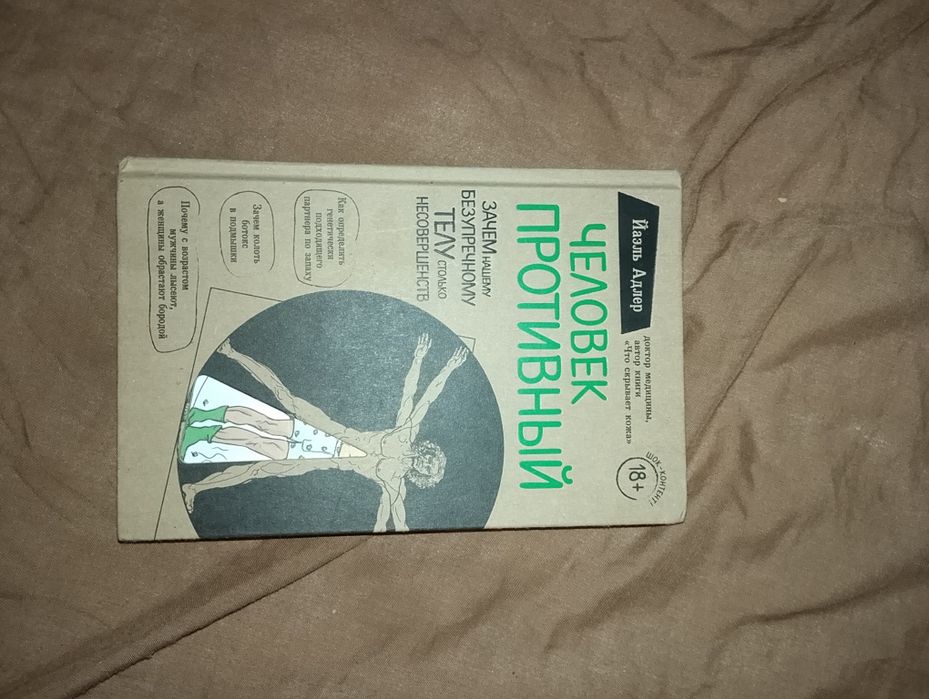 Йаэль Адлер
доктор медицины,
автор книги
«Что скрывает кожа»
ШОК-КОНТЕНТ!
18+
ЧЕЛОВЕК
ПРОТИВНЫЙ
ЗАЧЕМ НАШЕМУ
БЕЗУПРЕЧНОМУ
ТЕЛУ СТОЛЬКО
НЕСОВЕРШЕНСТВ
Как определить
генетически
подходящего
партнера по запаху
Зачем колоть
ботокс
в подмышки
Почему с возрастом
мужчины лысеют,
а женщины обрастают бородой